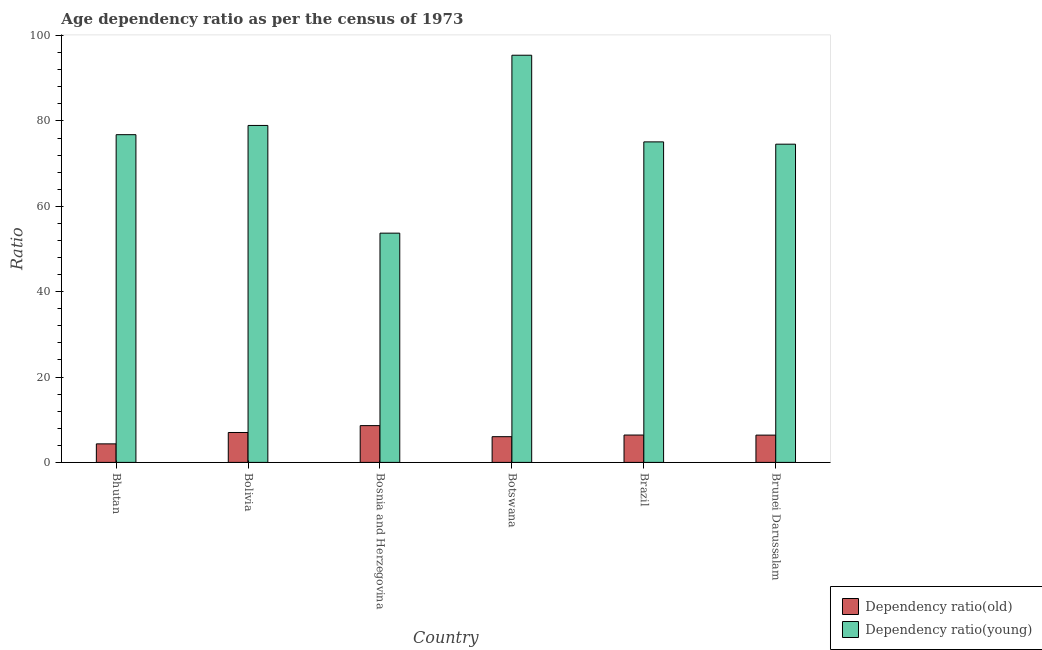 Age dependency ratio as per the census of 1973
100
80
60
40
20
0
Ratio
Bhutan
Bolivia
Bosnia and Herzegovina
Botswana
Brazil
Brunei Darussalam
Country
Dependency ratio(old)
Dependency ratio(young)